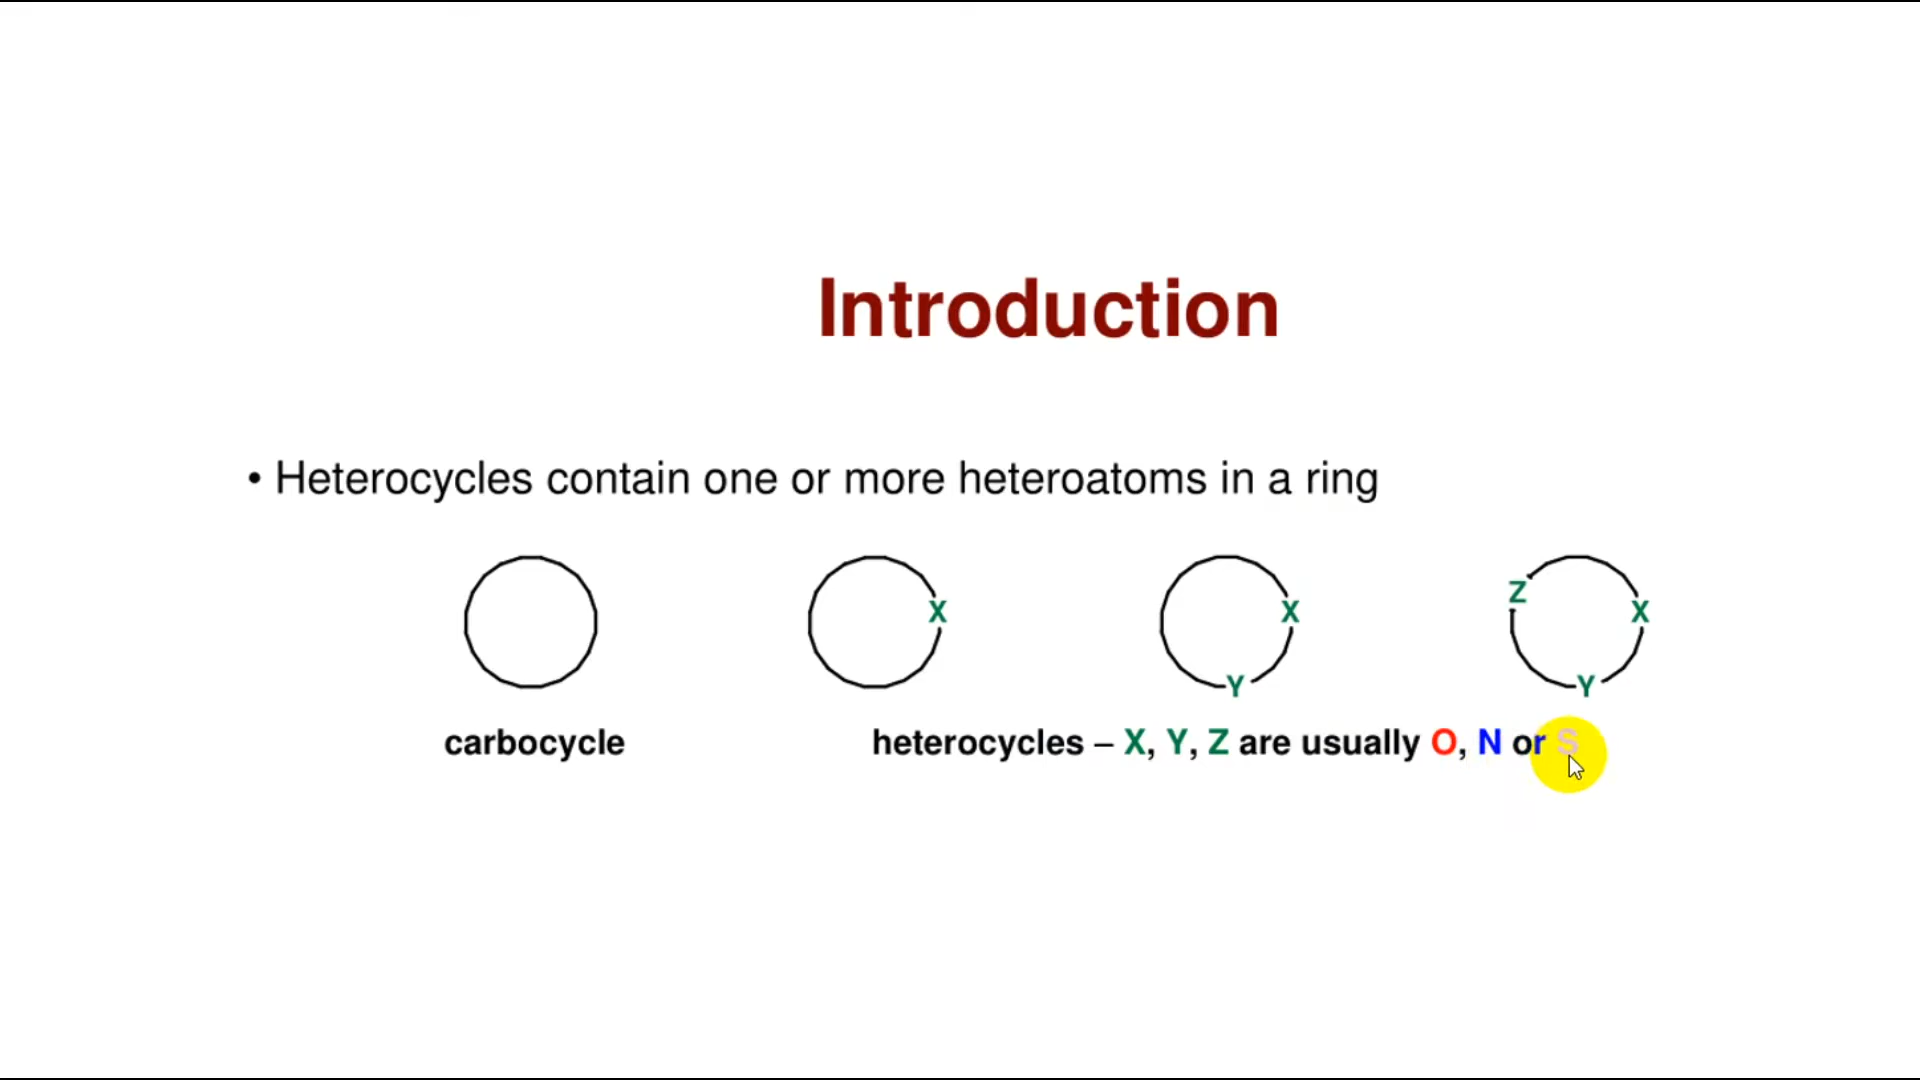 Introduction
• Heterocycles contain one or more heteroatoms in a ring
Z
X X X
Y Y
carbocycle heterocycles – X, Y, Z are usually O, N or S